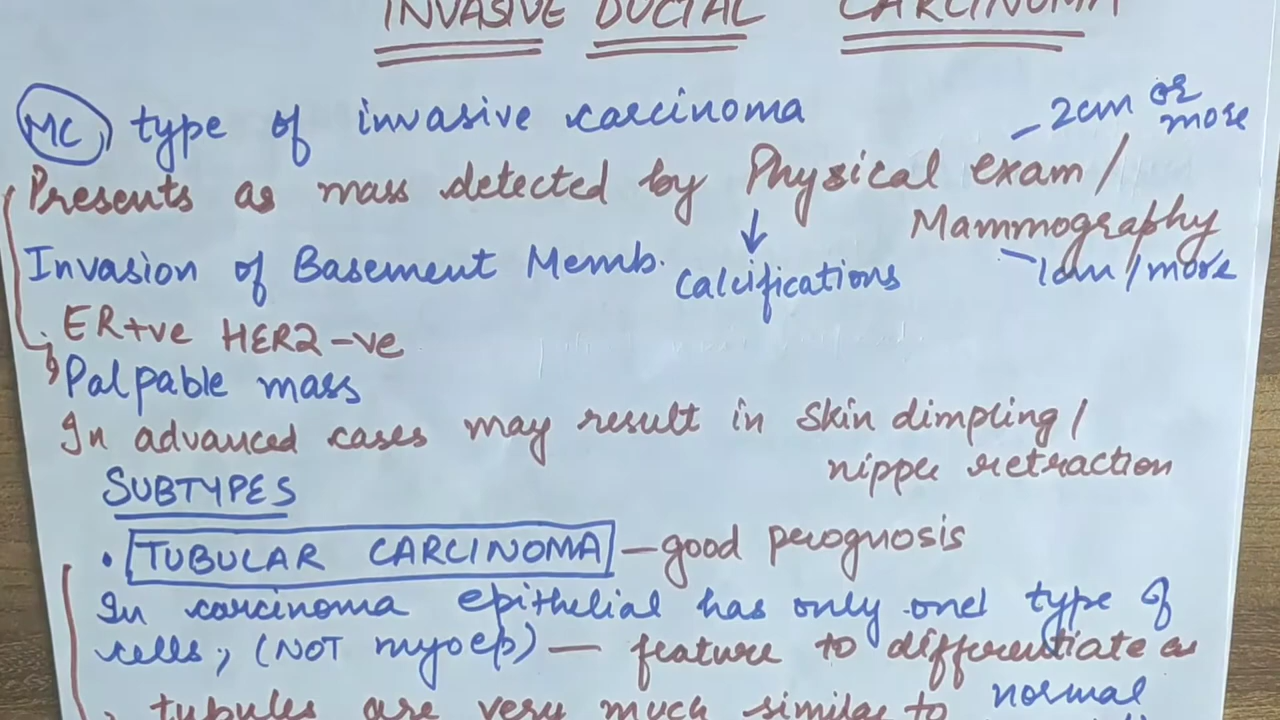 INVASIVE DUCTAL CARCINOMA
MC, type of invasive carcinoma
2cm or more
Presents as mass detected by Physical exam /
Mammography
1cm / more
Calcifications
Invasion of Basement Memb.
ER+ve HER2 -ve
Palpable mass
In advanced cases may result in skin dimpling /
nippee retraction
SUBTYPES
• TUBULAR CARCINOMA — good perognosis
In carcinoma epithelial has only one type of
cells, (NOT myoep) — feature to differentiate
normal
tubules are very much similar to